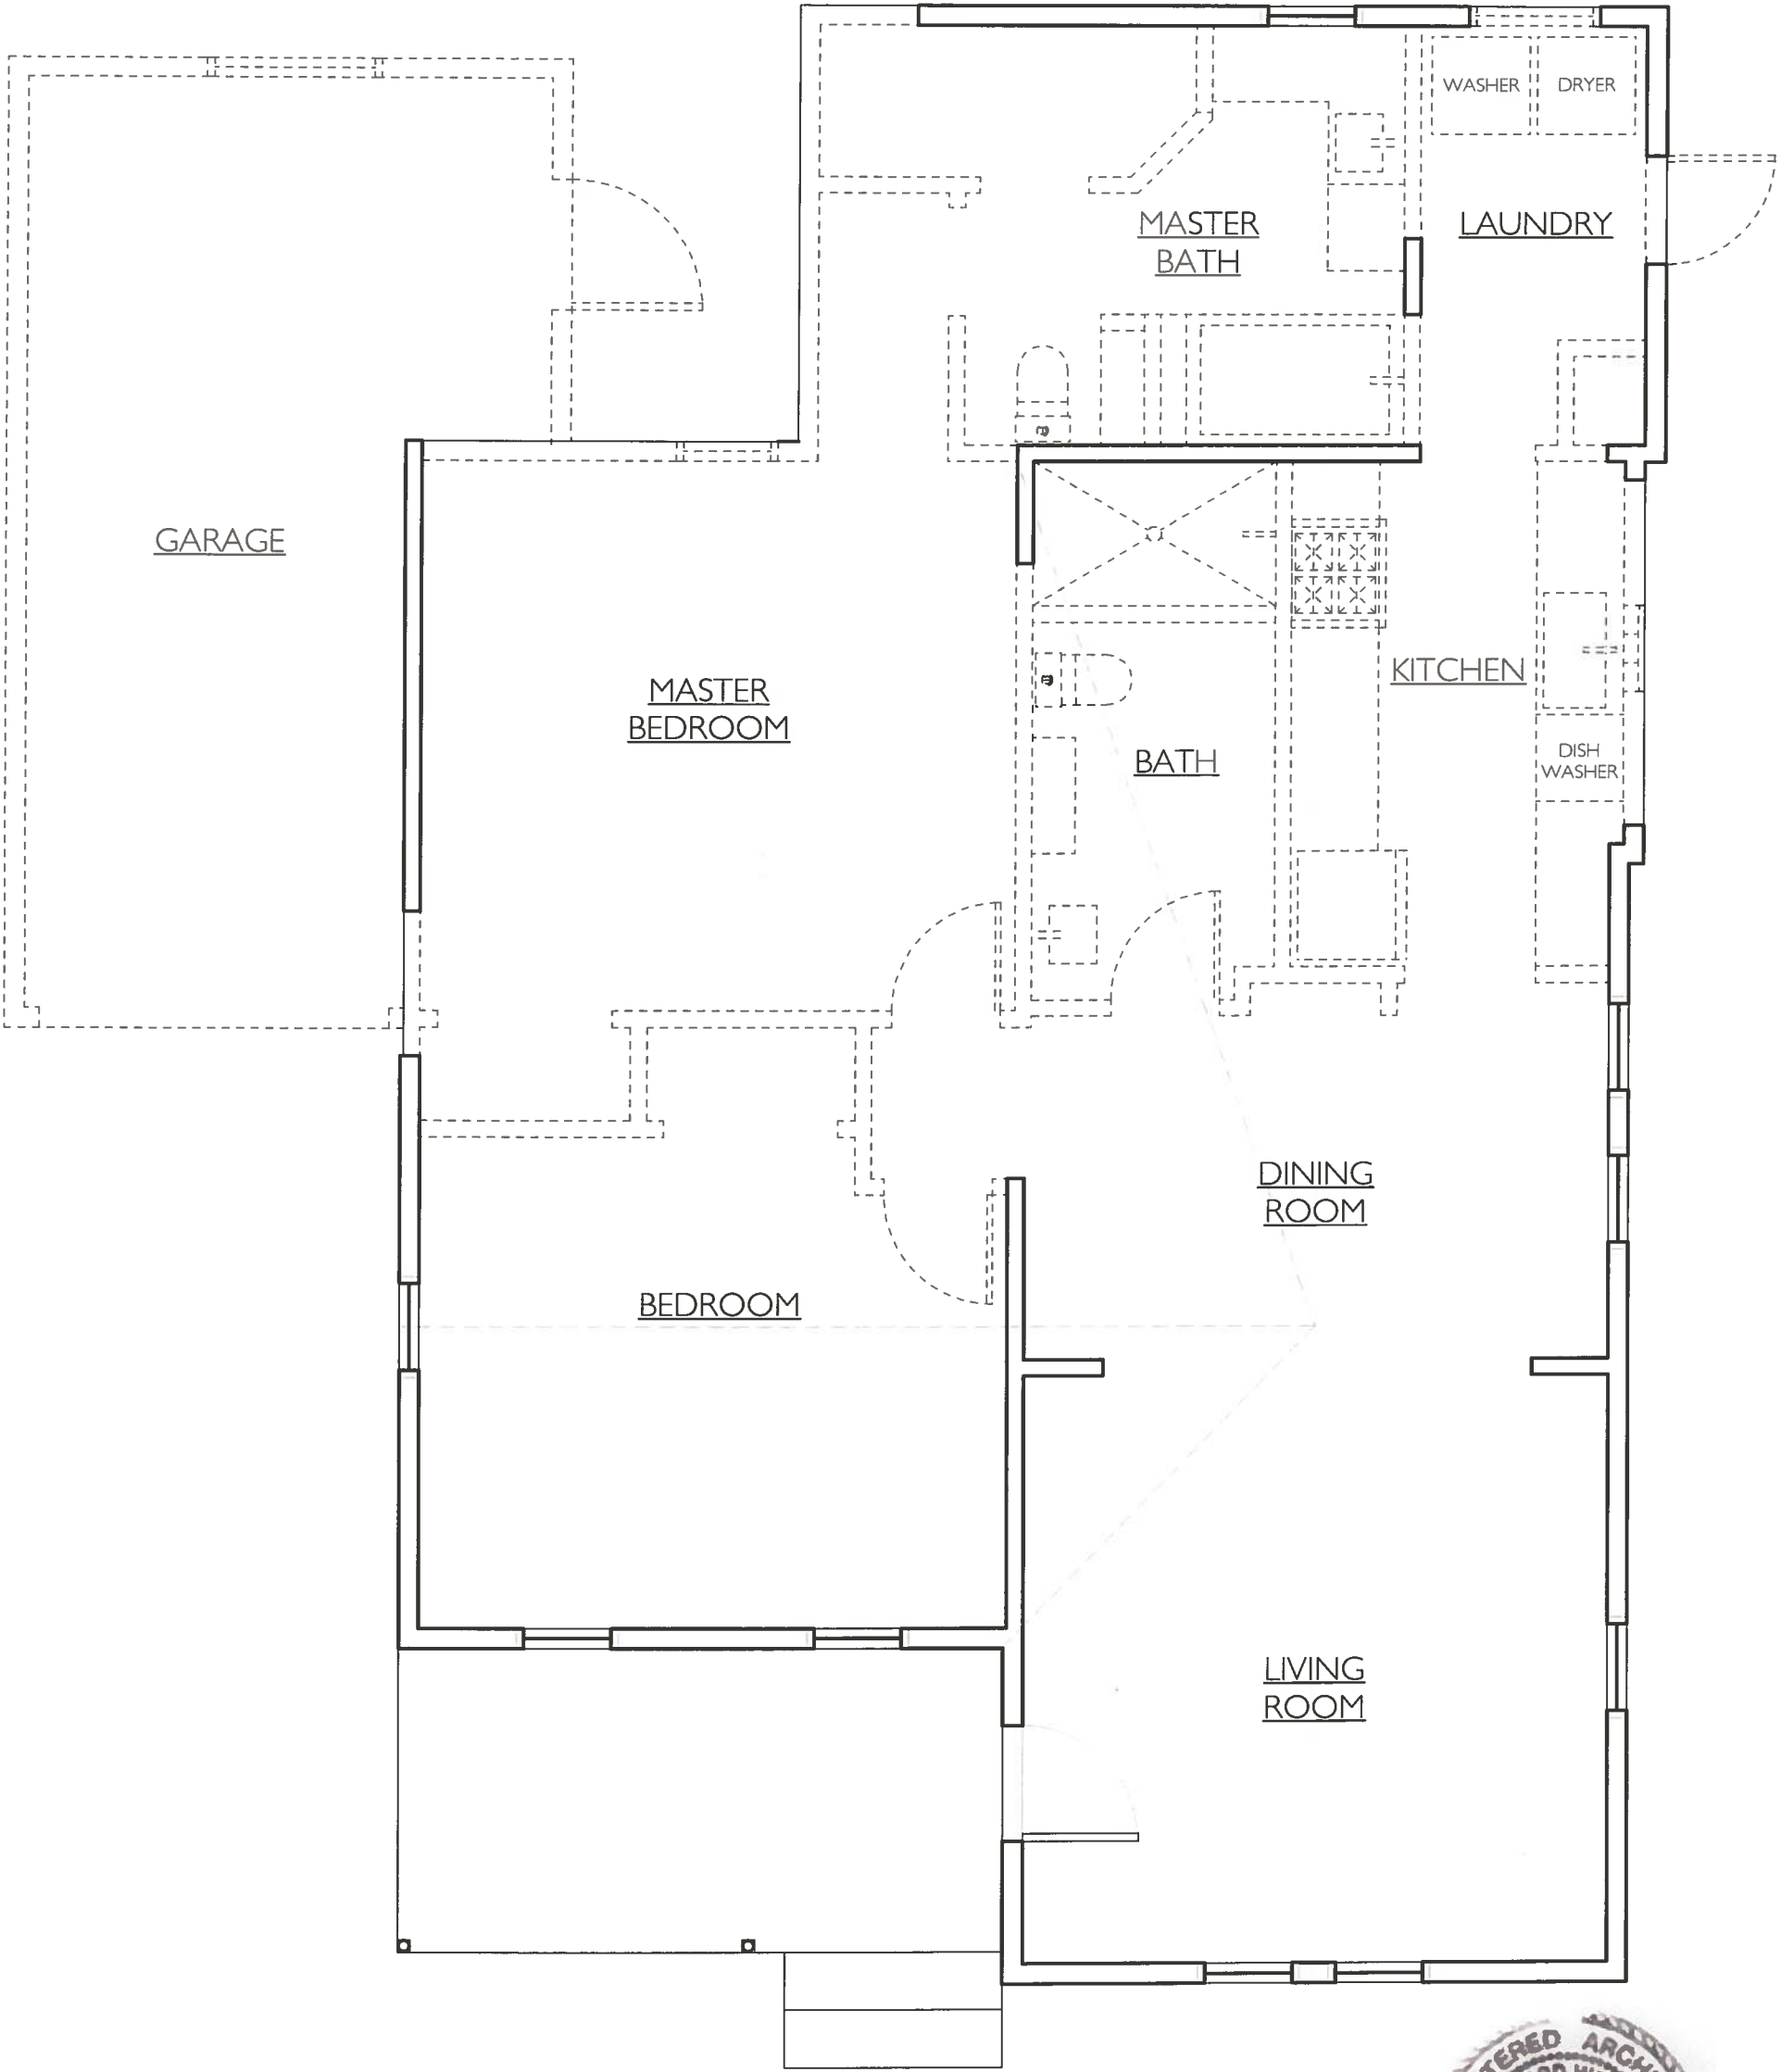 WASHER
DRYER
MASTER
BATH
LAUNDRY
GARAGE
MASTER
BEDROOM
KITCHEN
BATH
DISH
WASHER
DINING
ROOM
BEDROOM
LIVING
ROOM